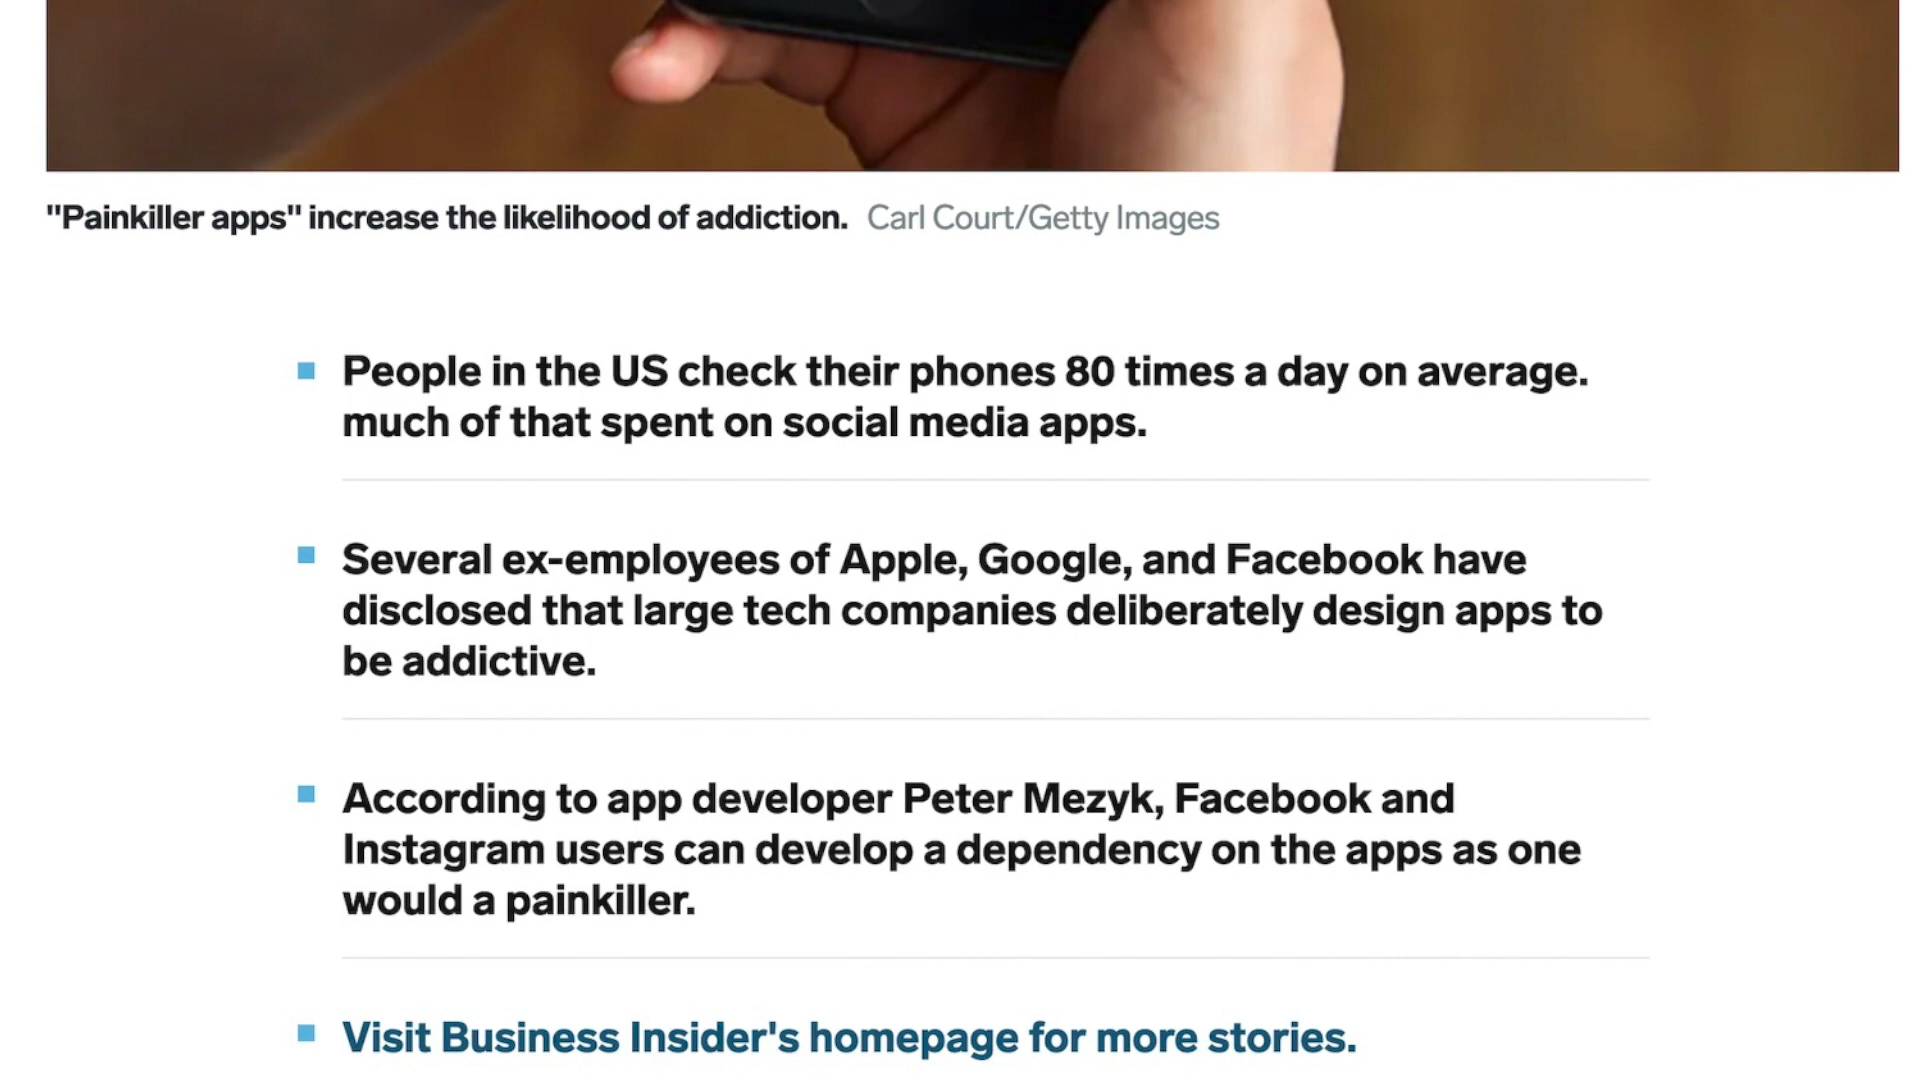 "Painkiller apps" increase the likelihood of addiction. Carl Court/Getty Images
People in the US check their phones 80 times a day on average.
much of that spent on social media apps.
Several ex-employees of Apple, Google, and Facebook have
disclosed that large tech companies deliberately design apps to
be addictive.
According to app developer Peter Mezyk, Facebook and
Instagram users can develop a dependency on the apps as one
would a painkiller.
Visit Business Insider's homepage for more stories.